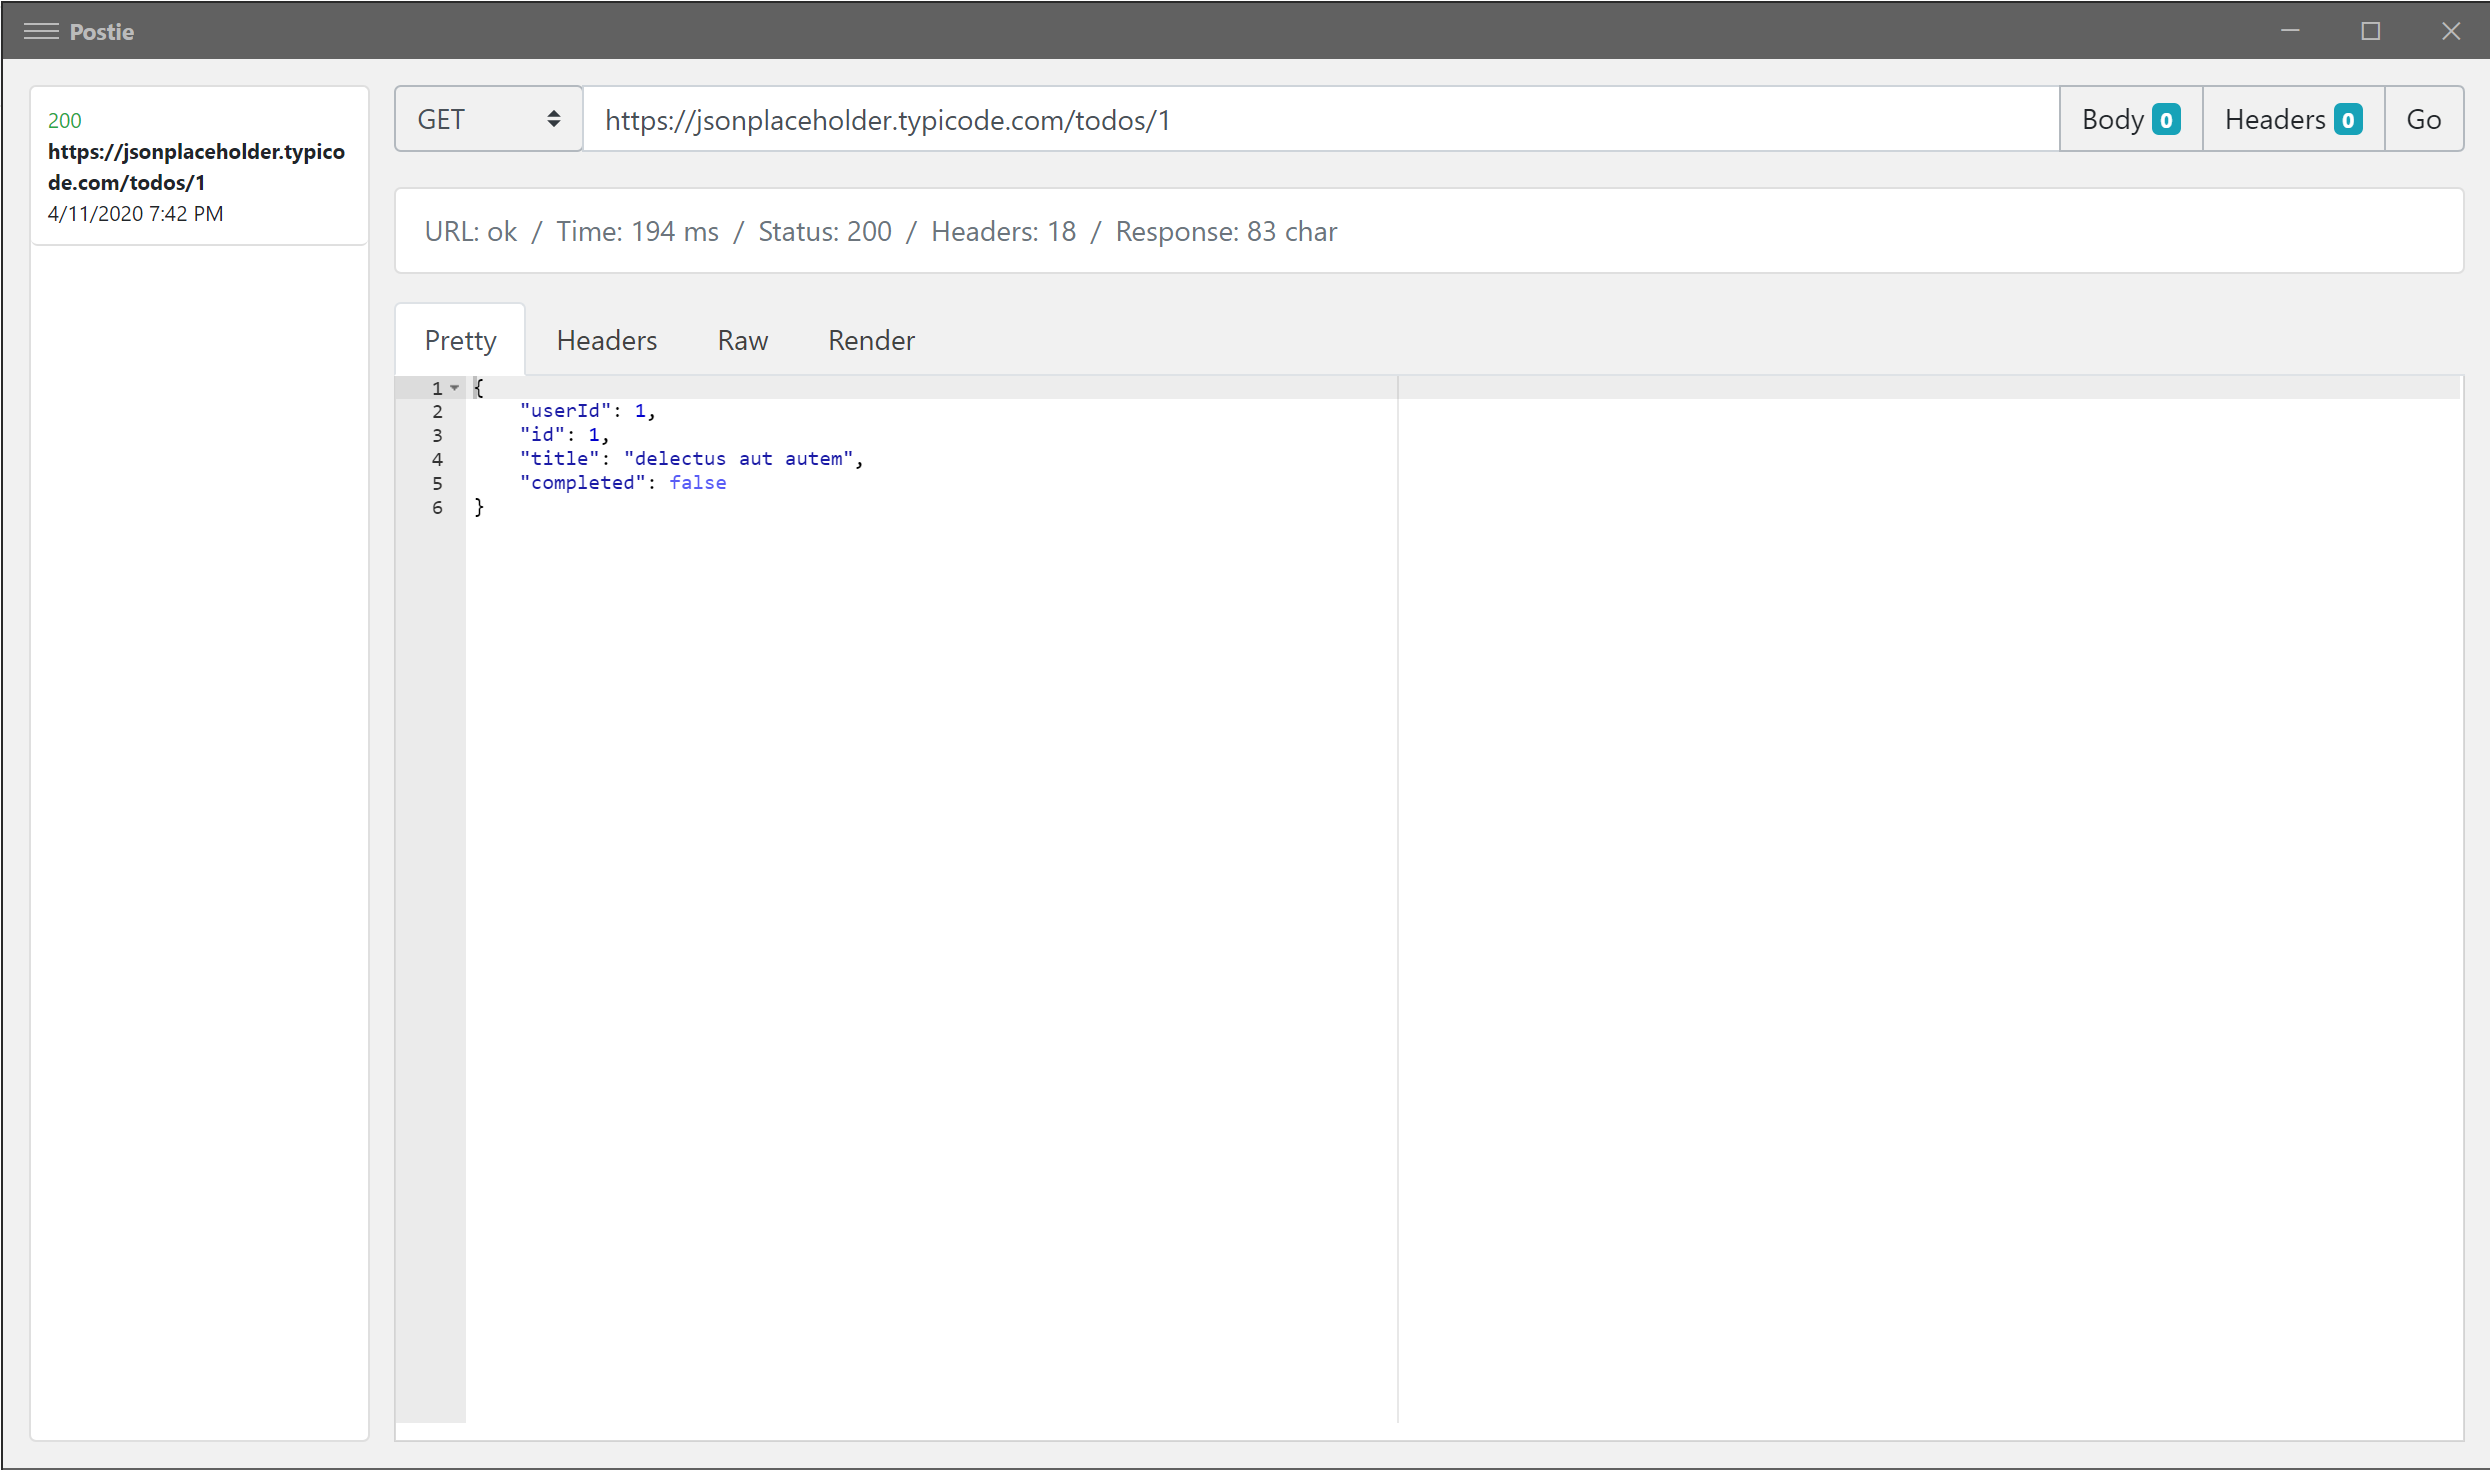 Postie
200
https://jsonplaceholder.typico
de.com/todos/1
4/11/2020 7:42 PM
GET https://jsonplaceholder.typicode.com/todos/1 Body 0 Headers 0 Go
URL: ok / Time: 194 ms / Status: 200 / Headers: 18 / Response: 83 char
Pretty Headers Raw Render
1 {
2 "userId": 1,
3 "id": 1,
4 "title": "delectus aut autem",
5 "completed": false
6 }